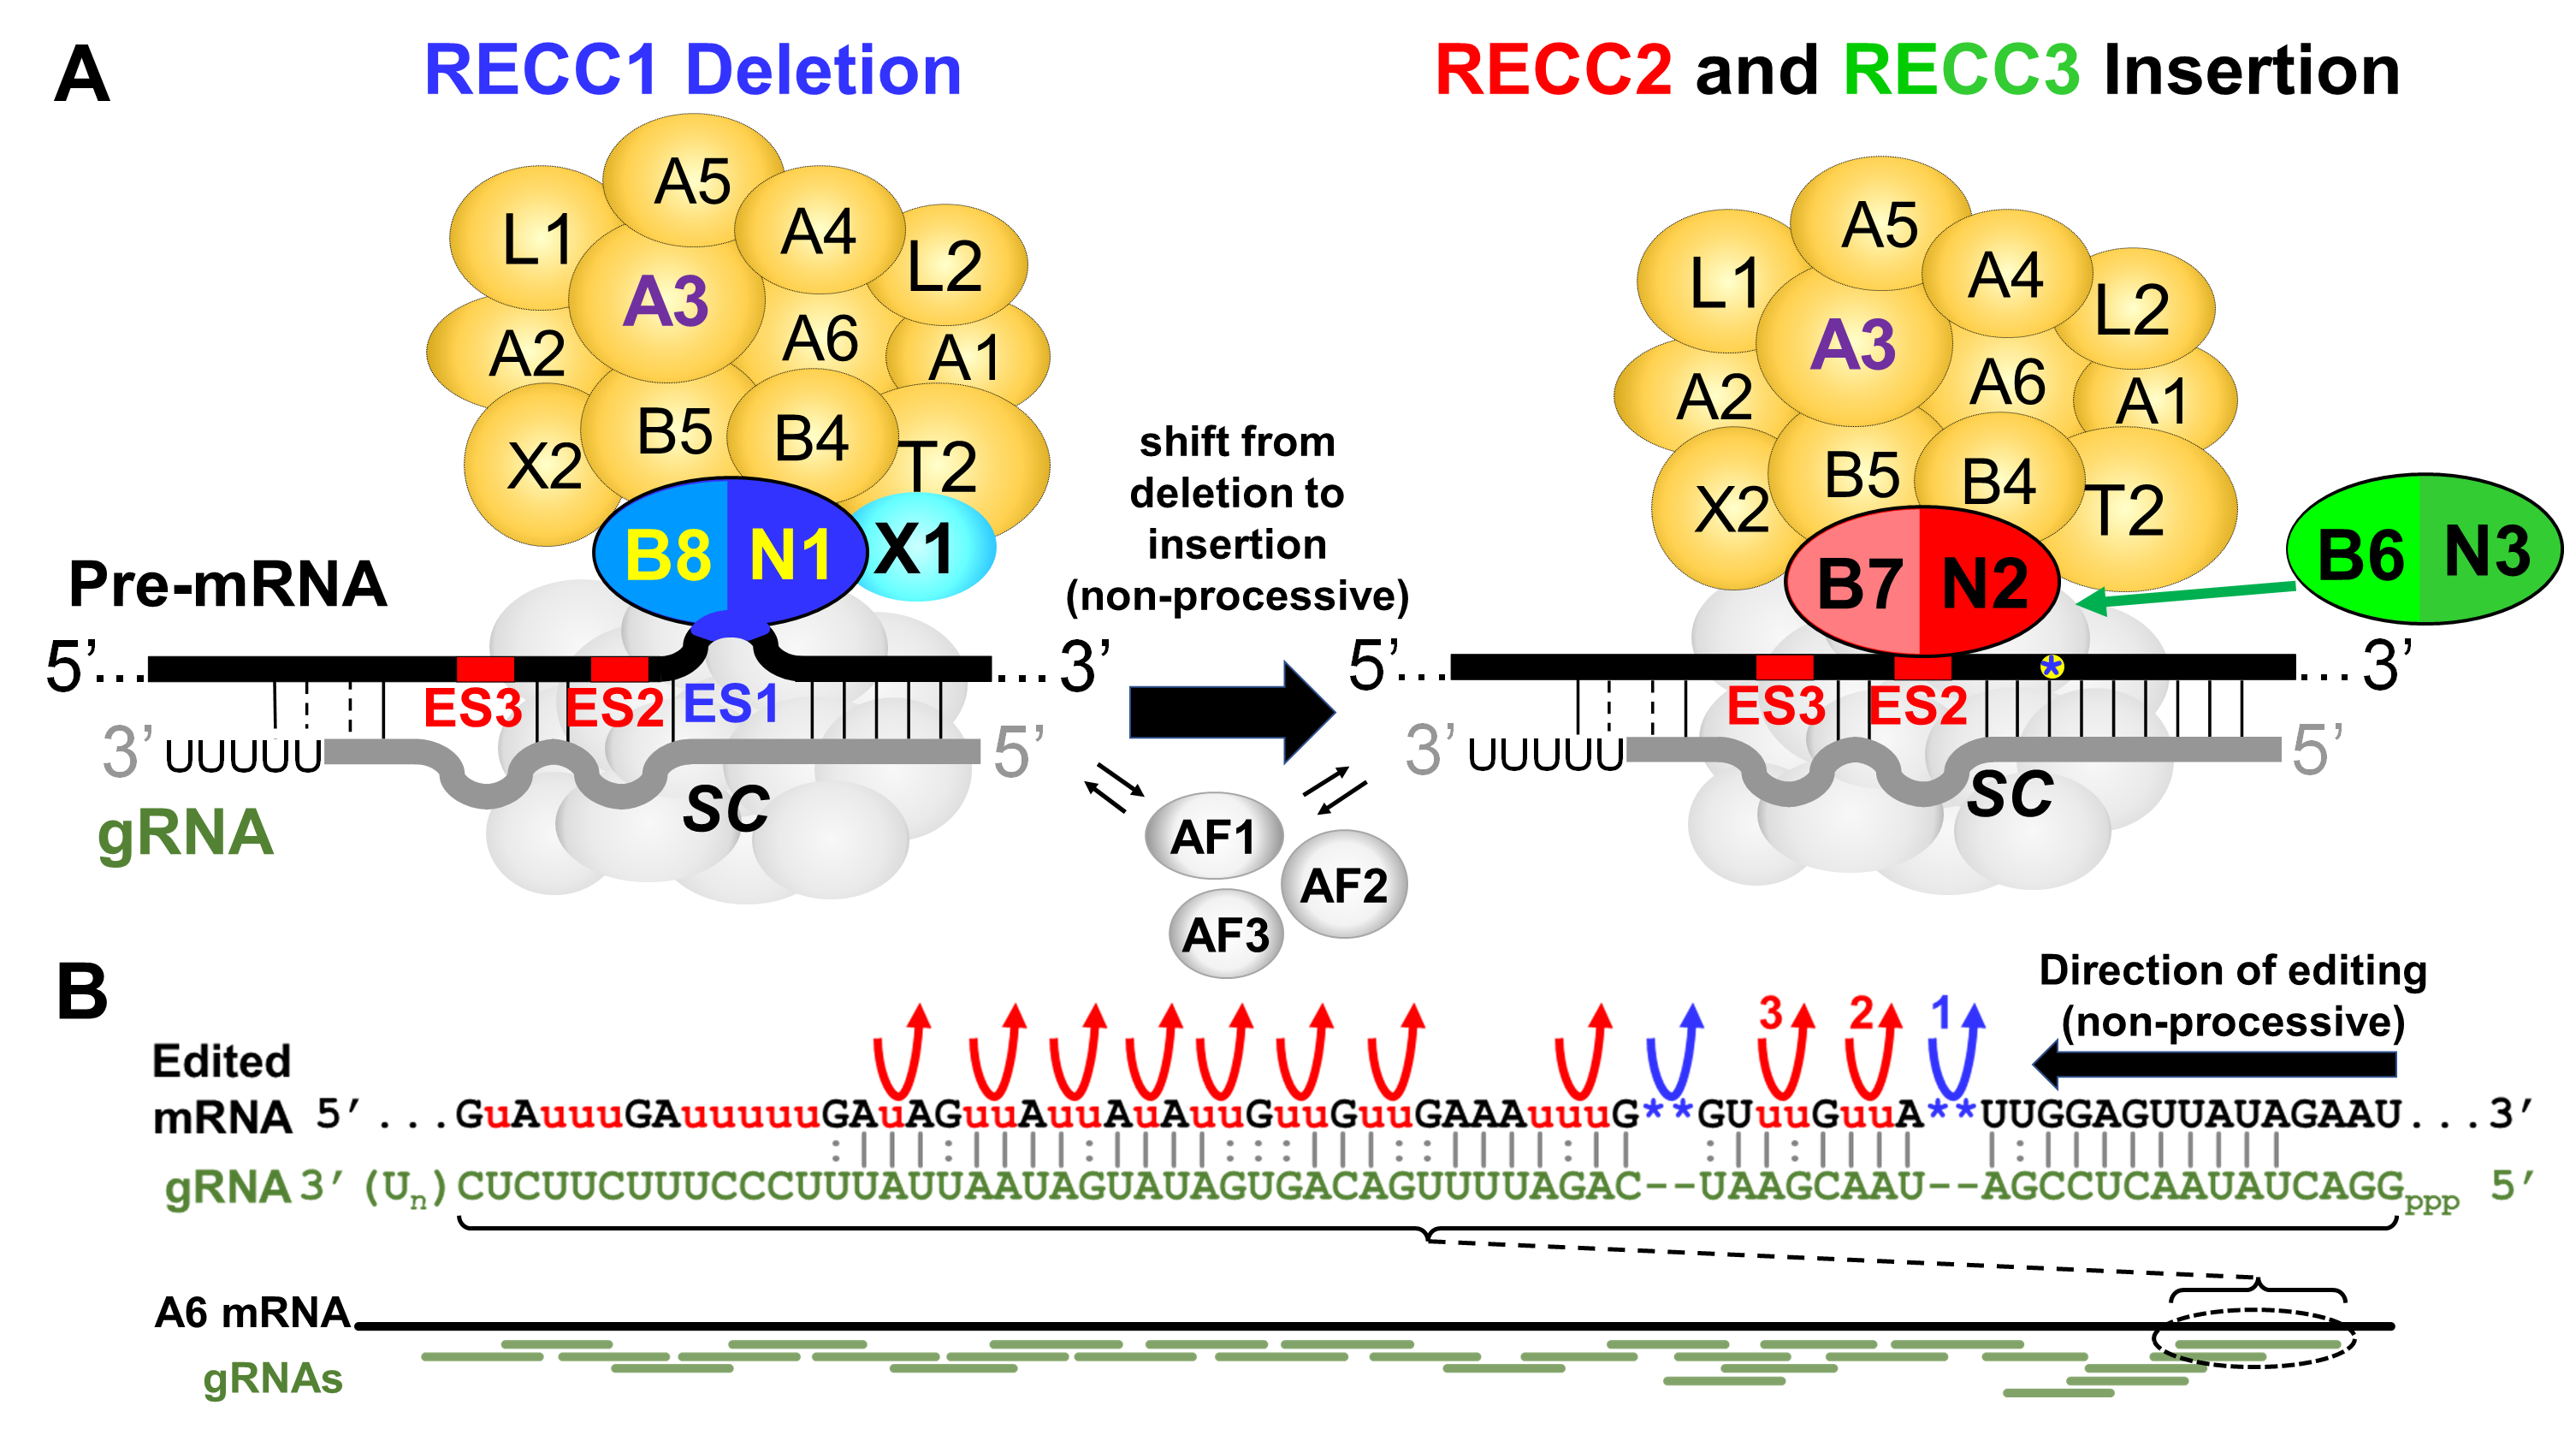 A
RECC1 Deletion
RECC2 and RECC3 Insertion
A5
L1
A4
L2
A3
A6
A2
A1
B5
B4
X2
T2
B8 N1 X1
Pre-mRNA
5’...
...3’
ES3 ES2 ES1
3’ UUUUU
5’
SC
gRNA
shift from
deletion to
insertion
(non-processive)
AF1
AF2
AF3
A5
L1
A4
L2
A3
A6
A2
A1
B5
B4
X2
T2
B7 N2
B6 N3
5’...
*
...3’
ES3 ES2
3’ UUUUU
5’
SC
B
Direction of editing
(non-processive)
3 2 1
Edited
mRNA 5’ ...GuAuuuGAuuuuuGAuAGuuAuuAuAuuGuuGuuGAAAuuuG**GUuuGuuA**UUGGAGUUAUAGAAU...3’
gRNA 3’ (Un)CUCUUCUUUCCCUUUUAUUAAUAGUAUAGUGACAGUUUUAGAC--UAAGCAAU--AGCCUCAAUAUCAGGppp 5’
A6 mRNA
gRNAs